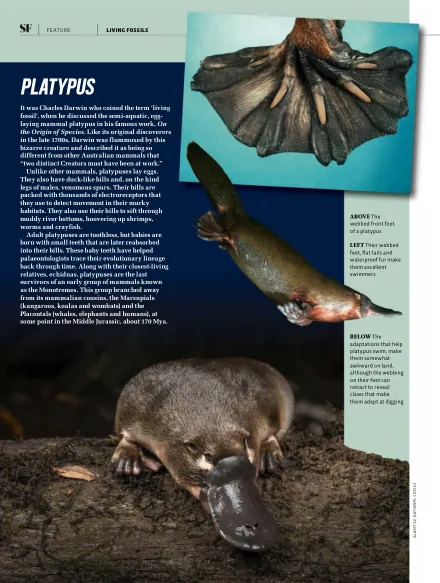 SF
FEATURE
LIVING FOSSILS
PLATYPUS
It was Charles Darwin who coined the term 'living
fossil', when he discussed the semi-aquatic, egg-
laying mammal platypus in his famous work, On
the Origin of Species. Like its original discoverers
in the late 1700s, Darwin was flummoxed by this
bizarre creature and described it as being so
different from other Australian mammals that
"two distinct Creators must have been at work."
Unlike other mammals, platypuses lay eggs.
They also have duck-like bills and, on the hind
legs of males, venomous spurs. Their bills are
packed with thousands of electroreceptors that
they use to detect movement in their murky
habitats. They also use their bills to sift through
muddy river bottoms, hoovering up shrimps,
worms and crayfish.
Adult platypuses are toothless, but babies are
born with small teeth that are later reabsorbed
into their bills. These baby teeth have helped
palaeontologists trace their evolutionary lineage
back through time. Along with their closest-living
relatives, echidnas, platypuses are the last
survivors of an early group of mammals known
as the Monotremes. This group branched away
from its mammalian cousins, the Marsupials
(kangaroos, koalas and wombats) and the
Placentals (whales, elephants and humans), at
some point in the Middle Jurassic, about 170 Mya.
ABOVE The
webbed front feet
of a platypus
LEFT Their webbed
feet, flat tails and
waterproof fur make
them excellent
swimmers
BELOW The
adaptations that help
platypus swim, make
them somewhat
awkward on land,
although the webbing
on their feet can
retract to reveal
claws that make
them adept at digging